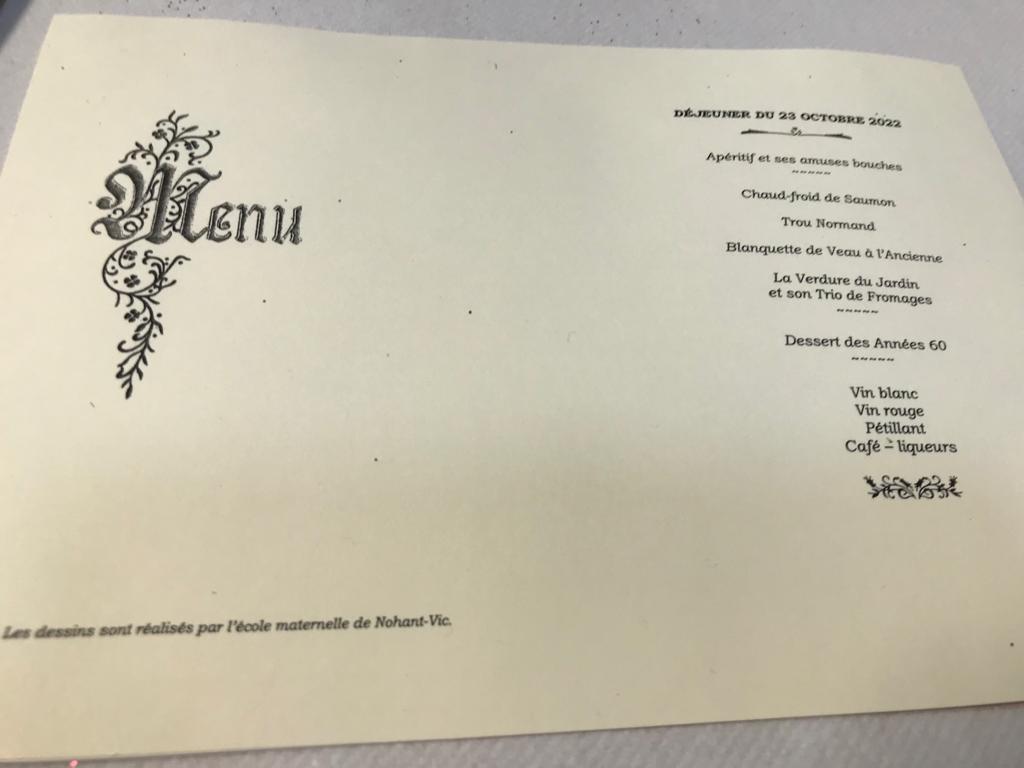 Menu
DÉJEUNER DU 23 OCTOBRE 2022
Apéritif et ses amuses bouches
~~~~~
Chaud-froid de Saumon
Trou Normand
Blanquette de Veau à l'Ancienne
La Verdure du Jardin
et son Trio de Fromages
~~~~~
Dessert des Années 60
~~~~~
Vin blanc
Vin rouge
Pétillant
Café – liqueurs
Les dessins sont réalisés par l'école maternelle de Nohant-Vic.